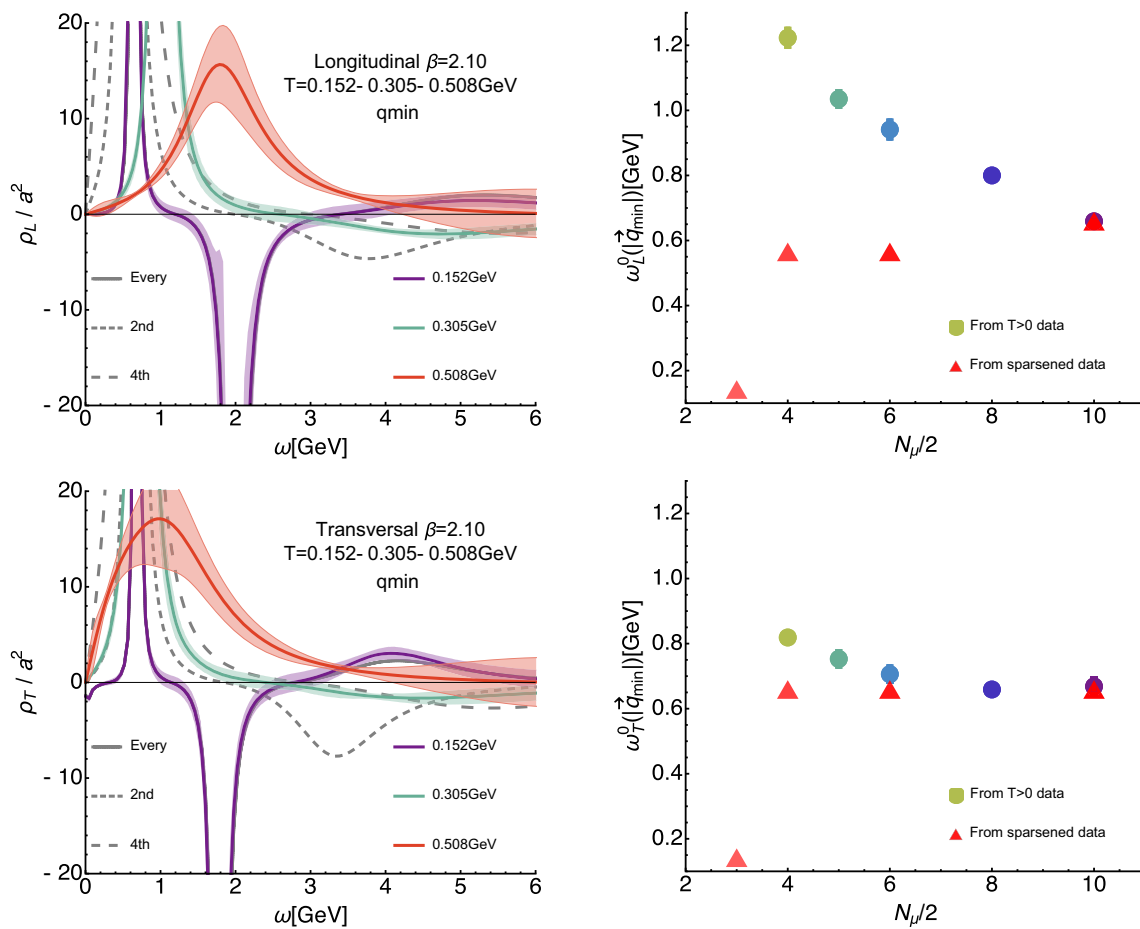 20
10
0
- 10
- 20
ρL / a²
Longitudinal β=2.10
T=0.152- 0.305- 0.508GeV
qmin
Every
2nd
4th
0.152GeV
0.305GeV
0.508GeV
0 1 2 3 4 5 6
ω[GeV]
1.2
1.0
0.8
0.6
0.4
0.2
ω⁰L(|q⃗min|)[GeV]
From T>0 data
From sparsened data
2 4 6 8 10
Nμ/2
20
10
0
- 10
- 20
ρT / a²
Transversal β=2.10
T=0.152- 0.305- 0.508GeV
qmin
Every
2nd
4th
0.152GeV
0.305GeV
0.508GeV
0 1 2 3 4 5 6
ω[GeV]
1.2
1.0
0.8
0.6
0.4
0.2
ω⁰T(|q⃗min|)[GeV]
From T>0 data
From sparsened data
2 4 6 8 10
Nμ/2